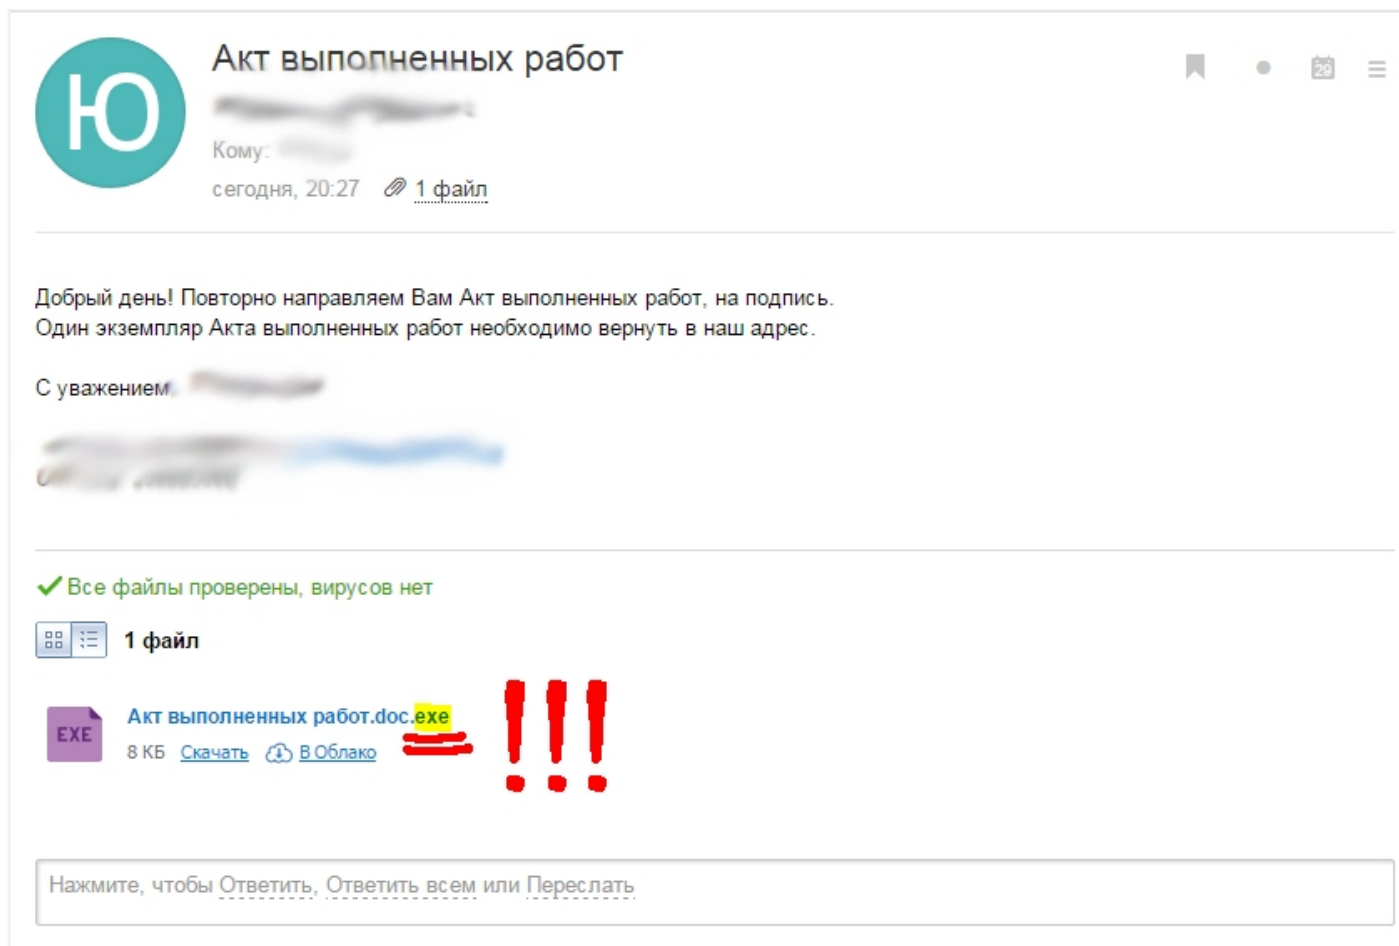 Ю
Акт выполненных работ
29
Кому:
сегодня, 20:27 1 файл
Добрый день! Повторно направляем Вам Акт выполненных работ, на подпись.
Один экземпляр Акта выполненных работ необходимо вернуть в наш адрес.
С уважением,
Все файлы проверены, вирусов нет
1 файл
EXE
Акт выполненных работ.doc.exe
8 КБ Скачать В Облако
!!!
Нажмите, чтобы Ответить, Ответить всем или Переслать